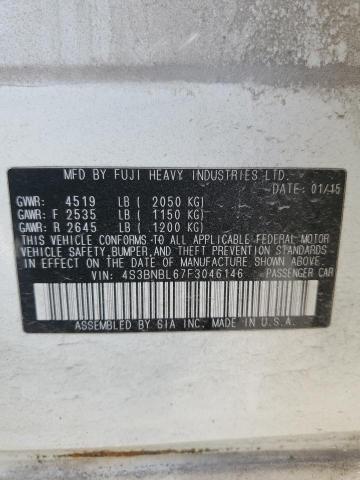 MFD BY FUJI HEAVY INDUSTRIES LTD.
DATE: 01/15
GVWR: 4519 LB ( 2050 KG)
GAWR: F 2535 LB ( 1150 KG)
GAWR: R 2645 LB ( 1200 KG)
THIS VEHICLE CONFORMS TO ALL APPLICABLE FEDERAL MOTOR
VEHICLE SAFETY, BUMPER, AND THEFT PREVENTION STANDARDS
IN EFFECT ON THE DATE OF MANUFACTURE SHOWN ABOVE.
VIN: 4S3BNBL67F3046146 PASSENGER CAR
ASSEMBLED BY SIA INC. MADE IN U.S.A.